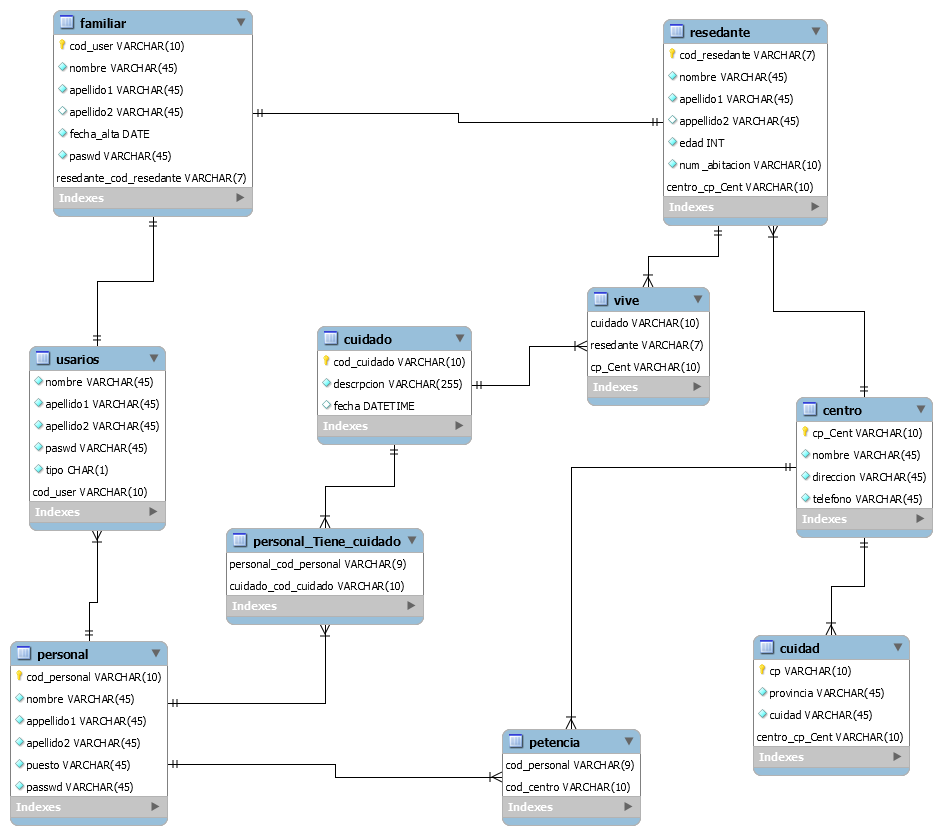 familiar
cod_user VARCHAR(10)
nombre VARCHAR(45)
apellido1 VARCHAR(45)
apellido2 VARCHAR(45)
fecha_alta DATE
paswd VARCHAR(45)
resedante_cod_resedante VARCHAR(7)
Indexes
resedante
cod_resedante VARCHAR(7)
nombre VARCHAR(45)
apellido1 VARCHAR(45)
appellido2 VARCHAR(45)
edad INT
num_abitacion VARCHAR(10)
centro_cp_Cent VARCHAR(10)
Indexes
vive
cuidado VARCHAR(10)
resedante VARCHAR(7)
cp_Cent VARCHAR(10)
Indexes
cuidado
cod_cuidado VARCHAR(10)
descrpcion VARCHAR(255)
fecha DATETIME
Indexes
usarios
nombre VARCHAR(45)
apellido1 VARCHAR(45)
apellido2 VARCHAR(45)
paswd VARCHAR(45)
tipo CHAR(1)
cod_user VARCHAR(10)
Indexes
centro
cp_Cent VARCHAR(10)
nombre VARCHAR(45)
direccion VARCHAR(45)
telefono VARCHAR(45)
Indexes
personal_Tiene_cuidado
personal_cod_personal VARCHAR(9)
cuidado_cod_cuidado VARCHAR(10)
Indexes
personal
cod_personal VARCHAR(10)
nombre VARCHAR(45)
appellido1 VARCHAR(45)
apellido2 VARCHAR(45)
puesto VARCHAR(45)
passwd VARCHAR(45)
Indexes
cuidad
cp VARCHAR(10)
provincia VARCHAR(45)
cuidad VARCHAR(45)
centro_cp_Cent VARCHAR(10)
Indexes
petencia
cod_personal VARCHAR(9)
cod_centro VARCHAR(10)
Indexes